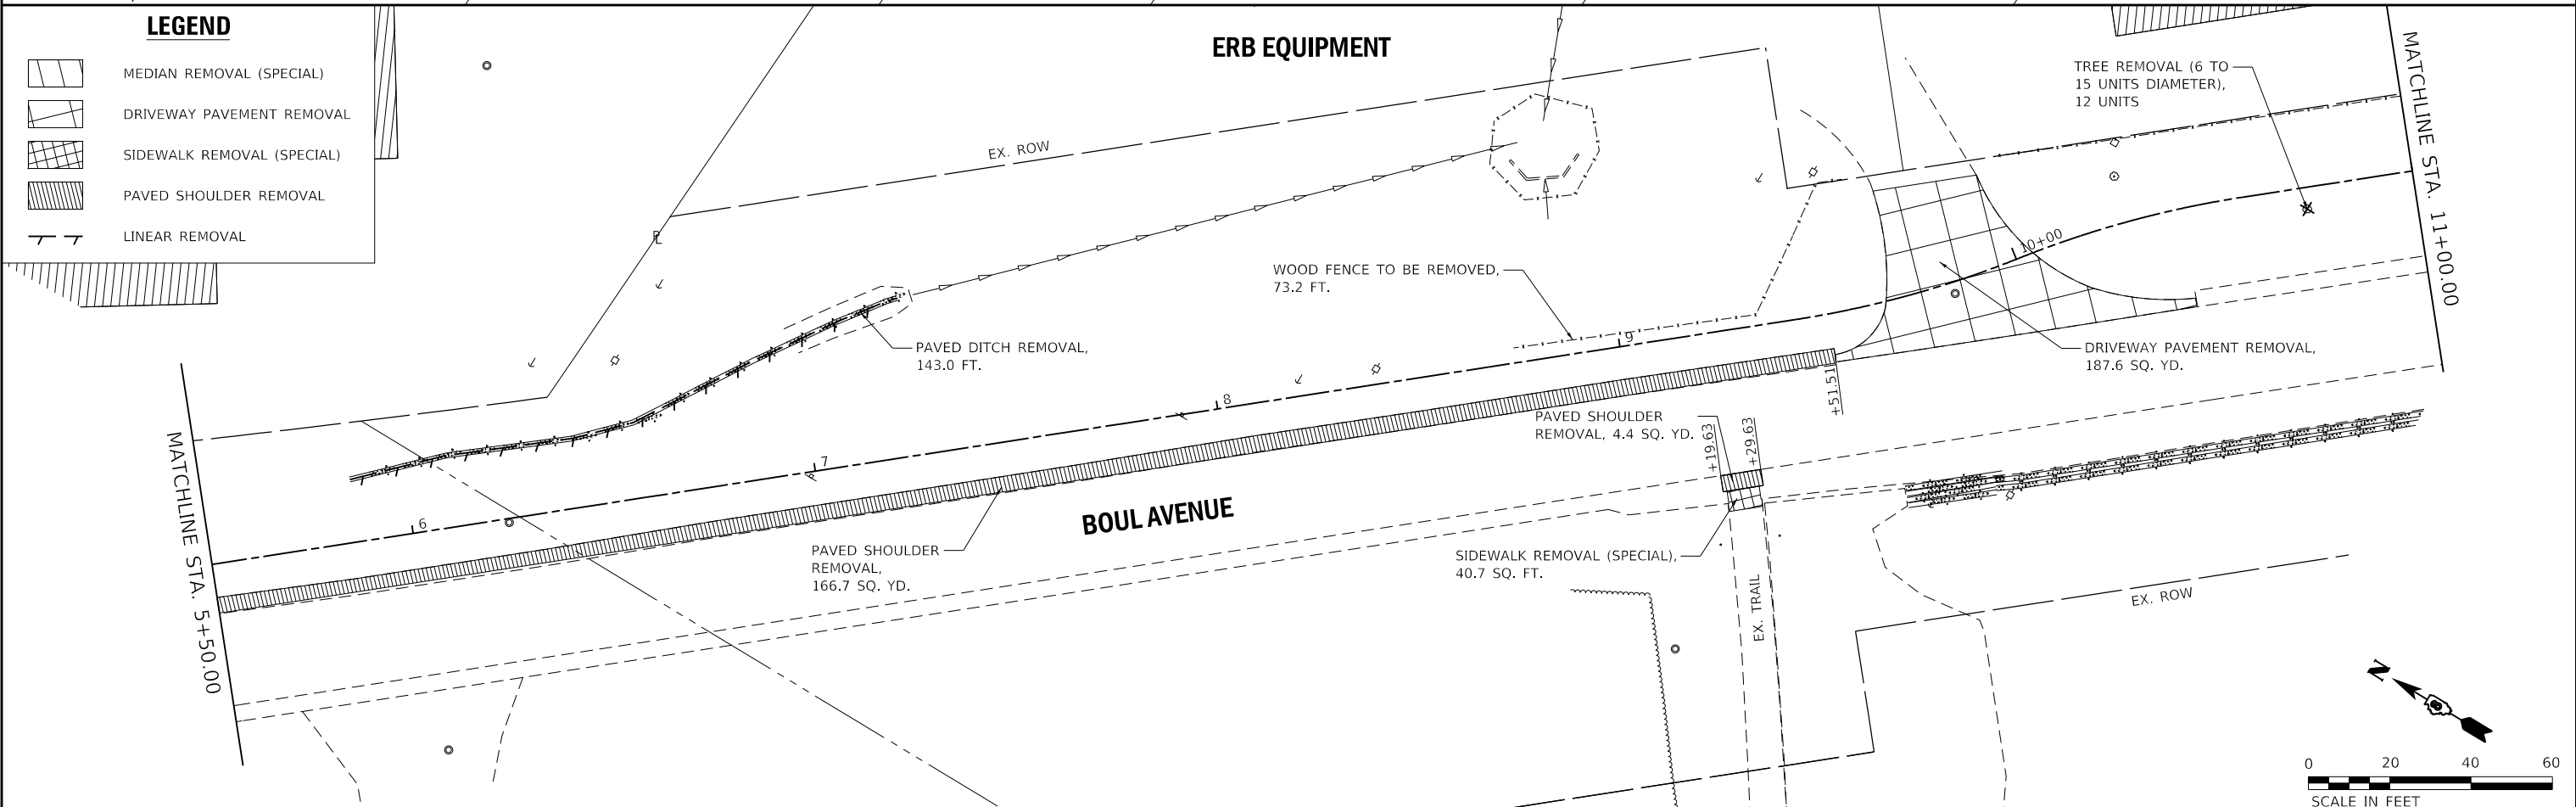 LEGEND
MEDIAN REMOVAL (SPECIAL)
DRIVEWAY PAVEMENT REMOVAL
SIDEWALK REMOVAL (SPECIAL)
PAVED SHOULDER REMOVAL
LINEAR REMOVAL
ERB EQUIPMENT
EX. ROW
TREE REMOVAL (6 TO
15 UNITS DIAMETER),
12 UNITS
MATCHLINE STA. 11+00.00
10+00
WOOD FENCE TO BE REMOVED,
73.2 FT.
9
PAVED DITCH REMOVAL,
143.0 FT.
DRIVEWAY PAVEMENT REMOVAL,
187.6 SQ. YD.
+51.51
8
PAVED SHOULDER
REMOVAL, 4.4 SQ. YD.
+19.63
+29.63
7
6
MATCHLINE STA. 5+50.00
BOUL AVENUE
PAVED SHOULDER
REMOVAL,
166.7 SQ. YD.
SIDEWALK REMOVAL (SPECIAL),
40.7 SQ. FT.
EX. TRAIL
EX. ROW
N
0 20 40 60
SCALE IN FEET